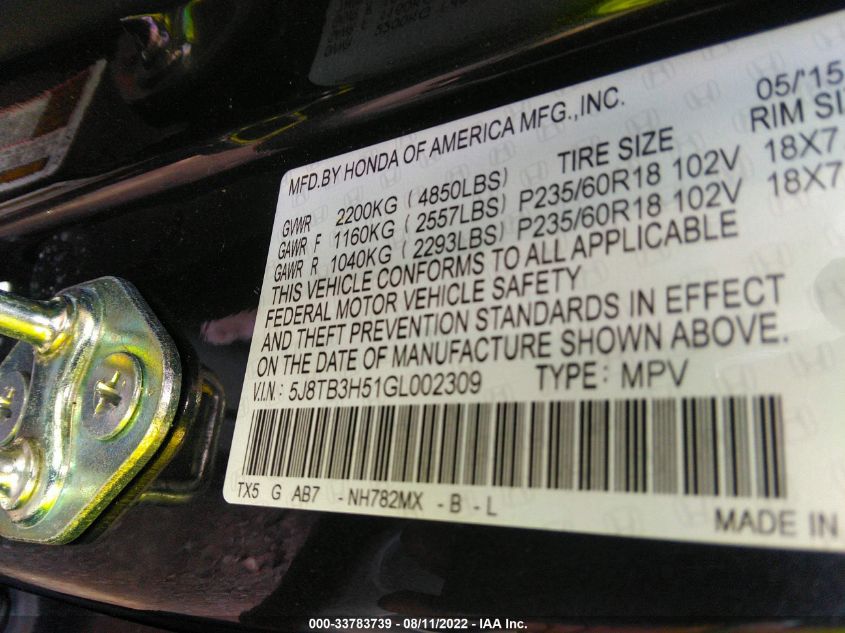 MFD.BY HONDA OF AMERICA MFG.,INC. 05/'15
TIRE SIZE RIM SI
GVWR 2200KG (4850LBS)
GAWR F 1160KG (2557LBS) P235/60R18 102V 18X7
GAWR R 1040KG (2293LBS) P235/60R18 102V 18X7
THIS VEHICLE CONFORMS TO ALL APPLICABLE
FEDERAL MOTOR VEHICLE SAFETY
AND THEFT PREVENTION STANDARDS IN EFFECT
ON THE DATE OF MANUFACTURE SHOWN ABOVE.
V.I.N.: 5J8TB3H51GL002309 TYPE: MPV
TX5 G AB7 -NH782MX -B -L
MADE IN
000-33783739 - 08/11/2022 - IAA Inc.